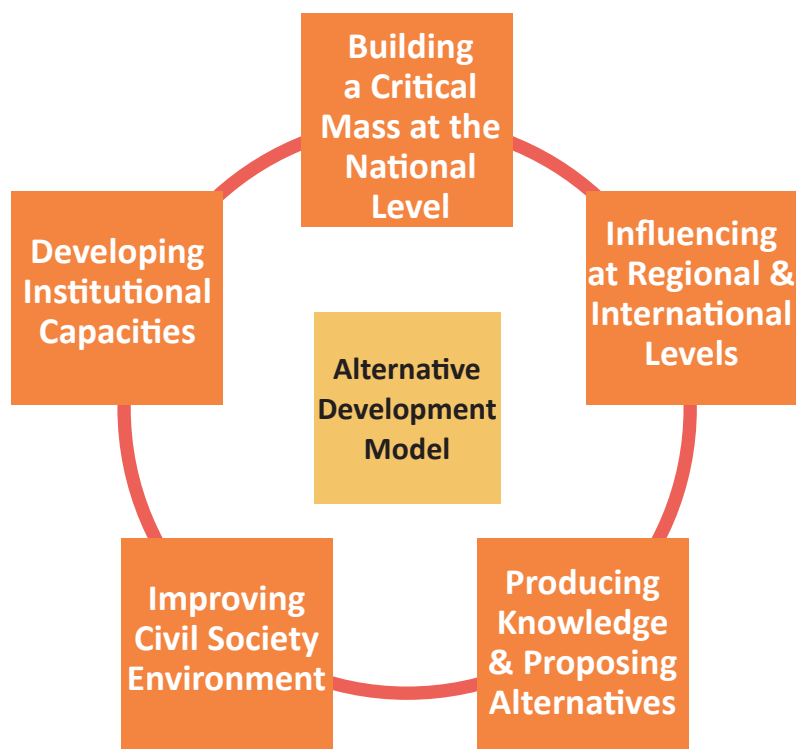 Building
a Critical
Mass at the
National
Level
Influencing
at Regional &
International
Levels
Developing
Institutional
Capacities
Alternative
Development
Model
Producing
Knowledge
& Proposing
Alternatives
Improving
Civil Society
Environment